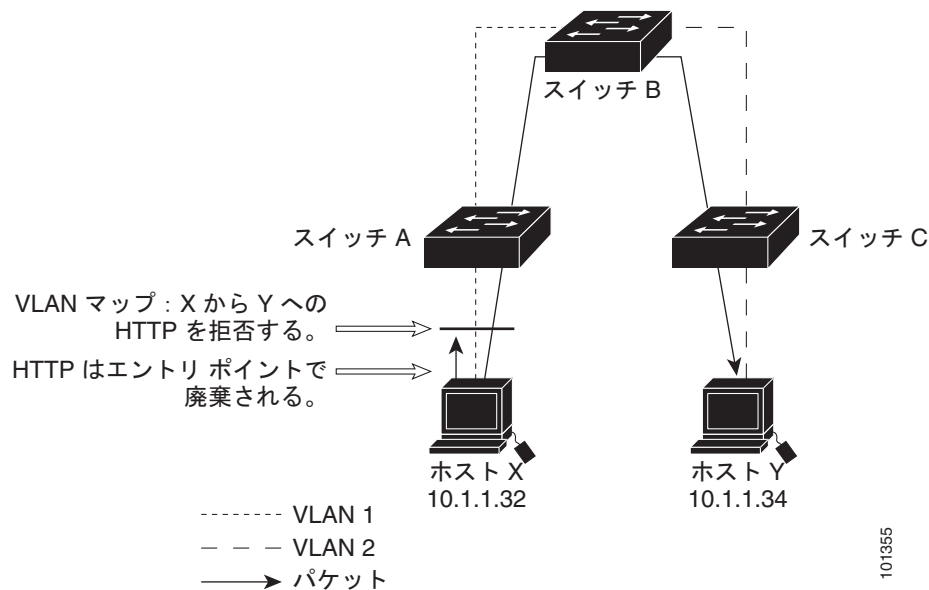 スイッチ B
スイッチ A
スイッチ C
VLAN マップ：X から Y への
HTTP を拒否する。
HTTP はエントリ ポイントで
廃棄される。
ホスト X
10.1.1.32
ホスト Y
10.1.1.34
VLAN 1
VLAN 2
パケット
101355